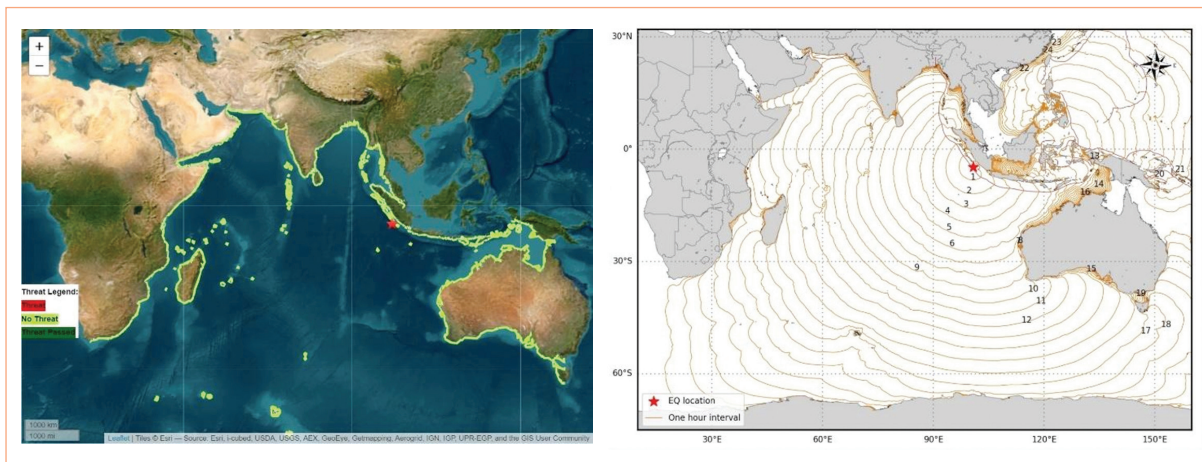 +
−
Threat Legend:
Threat
No Threat
Threat Passed
1000 km
1000 mi
Leaflet | Tiles © Esri — Source: Esri, i-cubed, USDA, USGS, AEX, GeoEye, Getmapping, Aerogrid, IGN, IGP, UPR-EGP, and the GIS User Community
30°N
0°
30°S
60°S
23
22
13
1
14
20
21
2
16
3
4
5
6
8
9
15
10
19
11
12
17
18
EQ location
One hour interval
30°E
60°E
90°E
120°E
150°E